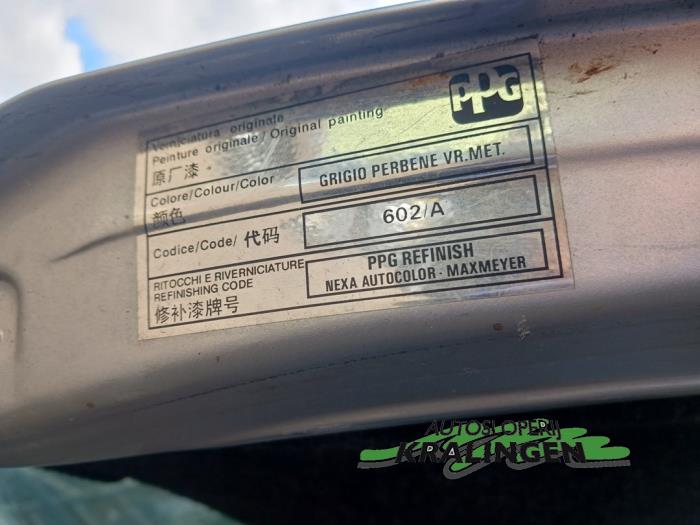 PPG
Verniciatura originale
Peinture originale / Original painting
原厂漆
Colore/Colour/Color
颜色
GRIGIO PERBENE VR.MET.
Codice/Code/ 代码
602/A
RITOCCHI E RIVERNICIATURE
REFINISHING CODE
修补漆牌号
PPG REFINISH
NEXA AUTOCOLOR - MAXMEYER
AUTOSLOPERIJ
KRALINGEN